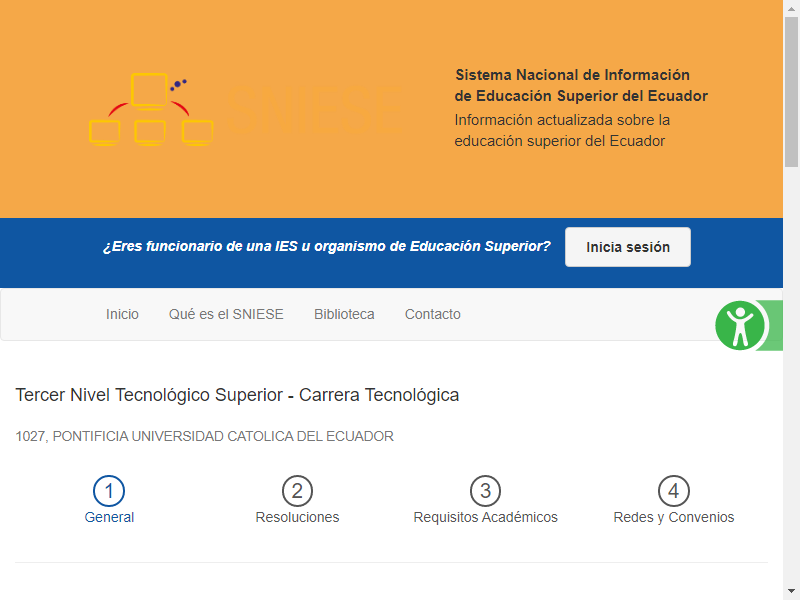 SNIESE
Sistema Nacional de Información
de Educación Superior del Ecuador
Información actualizada sobre la
educación superior del Ecuador
¿Eres funcionario de una IES u organismo de Educación Superior?
Inicia sesión
Inicio
Qué es el SNIESE
Biblioteca
Contacto
Tercer Nivel Tecnológico Superior - Carrera Tecnológica
1027, PONTIFICIA UNIVERSIDAD CATOLICA DEL ECUADOR
1
General
2
Resoluciones
3
Requisitos Académicos
4
Redes y Convenios